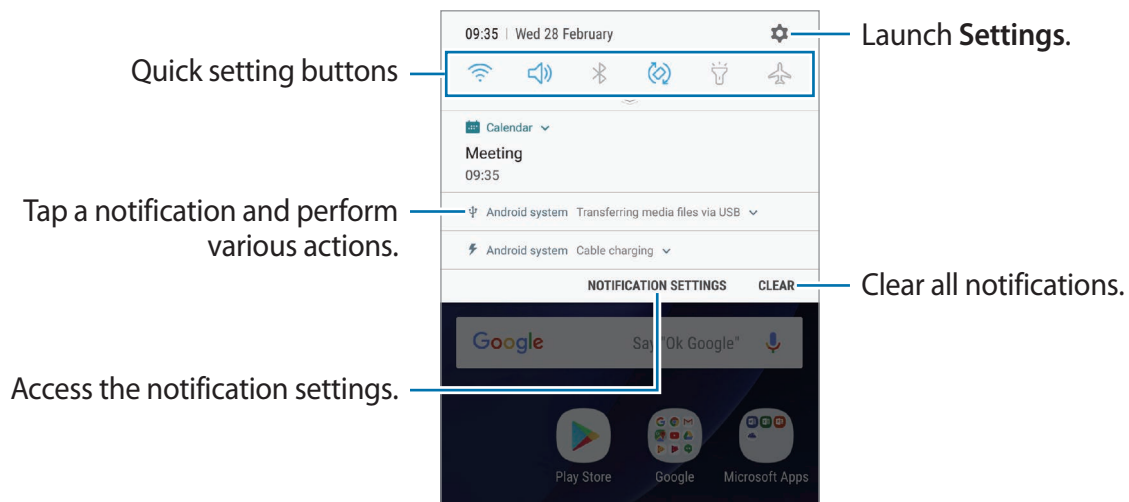 09:35 | Wed 28 February
Launch Settings.
Quick setting buttons
Calendar
Meeting
09:35
Tap a notification and perform
various actions.
Android system Transferring media files via USB
Android system Cable charging
NOTIFICATION SETTINGS CLEAR
Clear all notifications.
Google Say "Ok Google"
Access the notification settings.
Play Store Google Microsoft Apps